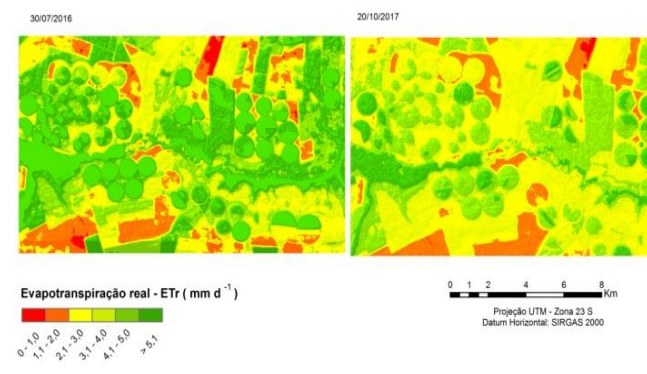 30/07/2016
20/10/2017
Evapotranspiração real - ETr ( mm d -1 )
0 - 1,0
1,1 - 2,0
2,1 - 3,0
3,1 - 4,0
4,1 - 5,0
> 5,1
0 1 2 4 6 8
Km
Projeção UTM - Zona 23 S
Datum Horizontal: SIRGAS 2000